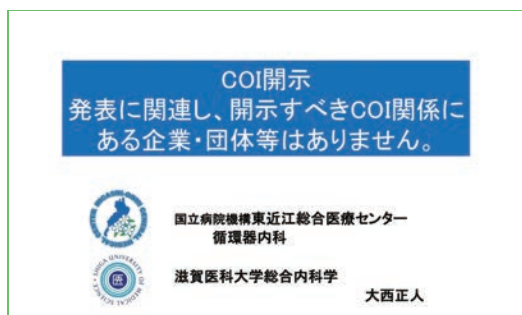 COI開示
発表に関連し、開示すべきCOI関係に
ある企業・団体等はありません。
国立病院機構東近江総合医療センター
循環器内科
滋賀医科大学総合内科学
大西正人